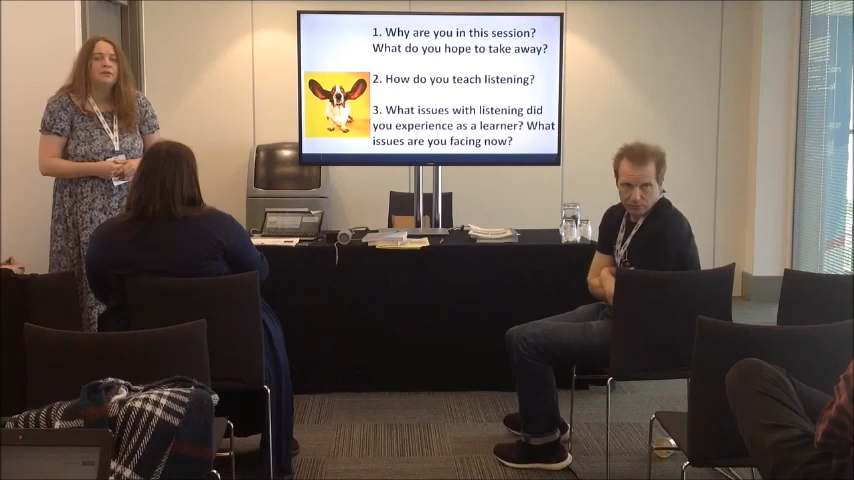 1. Why are you in this session?
What do you hope to take away?
2. How do you teach listening?
3. What issues with listening did
you experience as a learner? What
issues are you facing now?